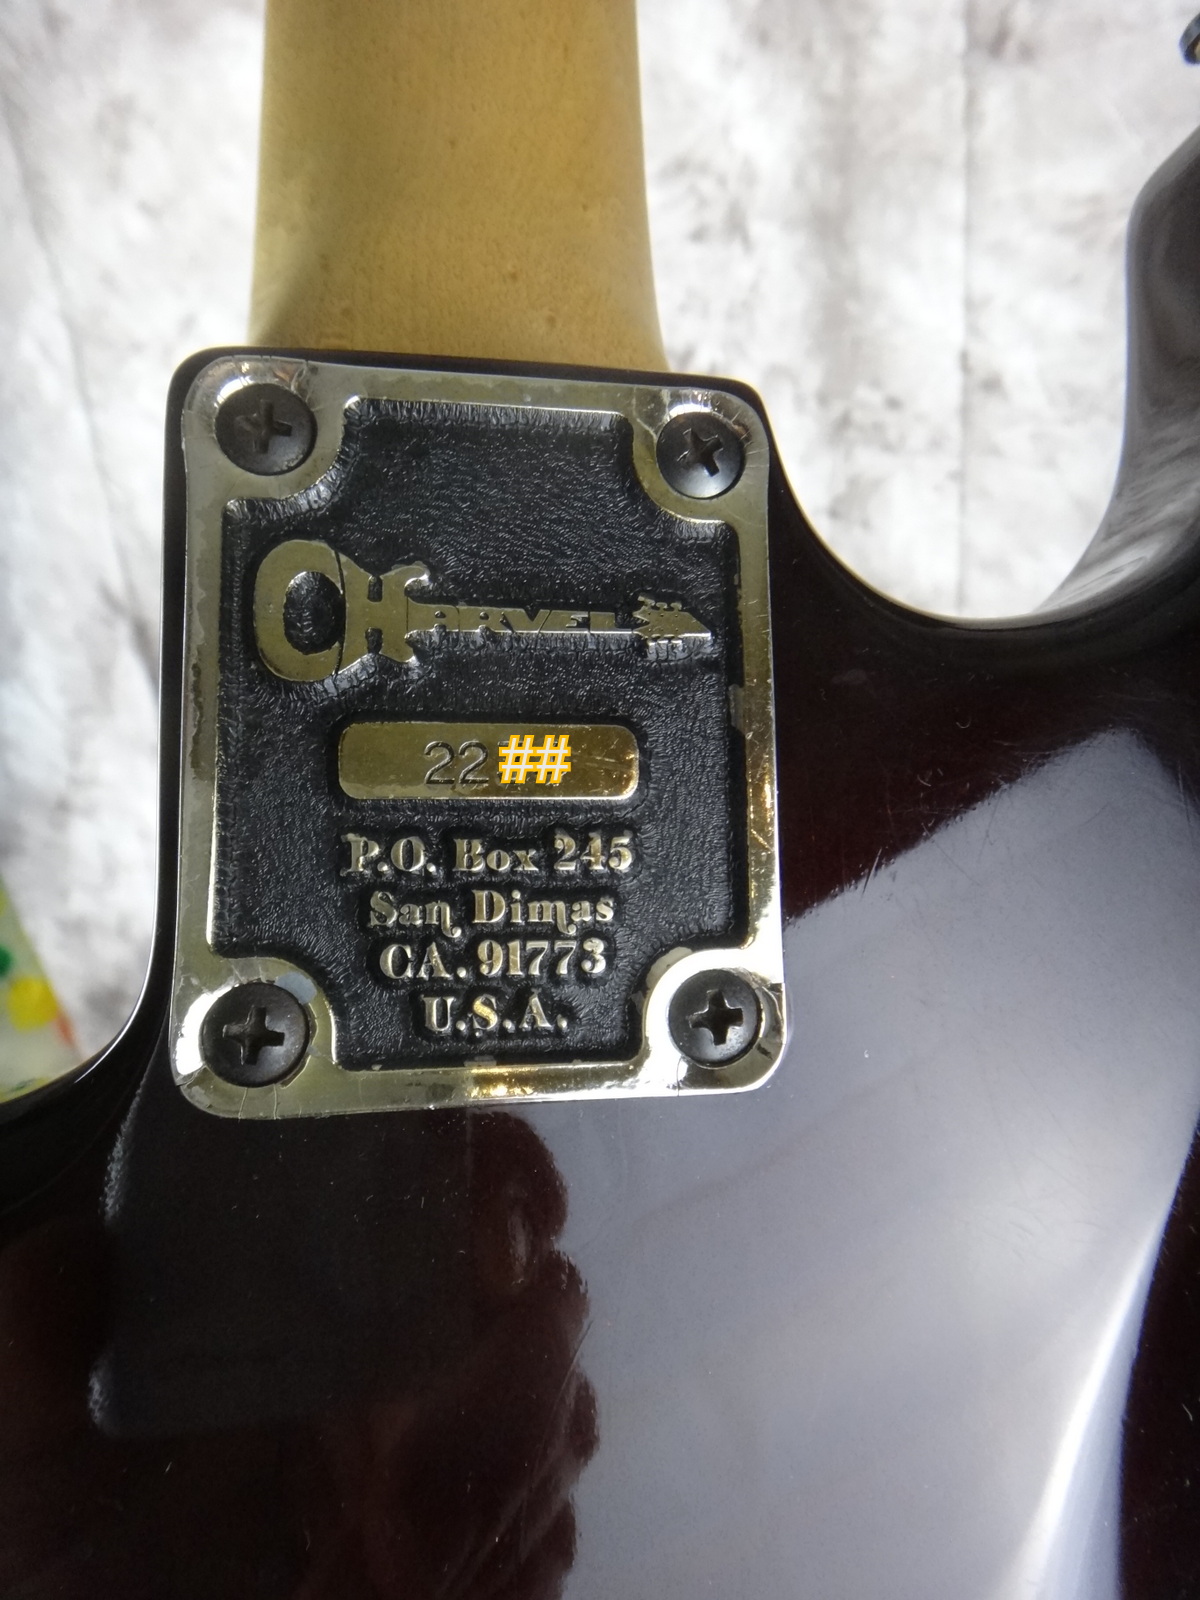 CHARVEL
22##
P.O. Box 245
San Dimas
CA. 91773
U.S.A.